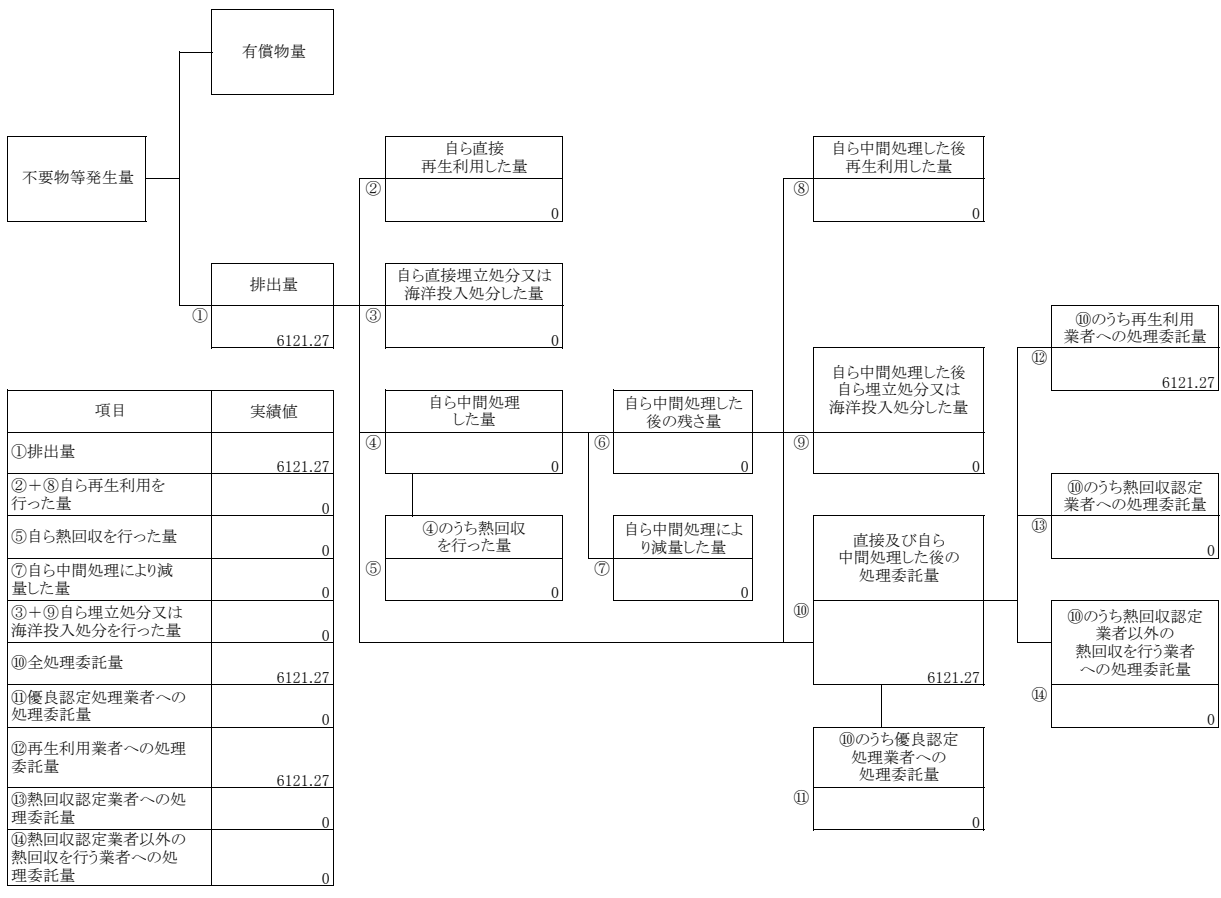 有償物量
不要物等発生量
自ら直接
再生利用した量
②
0
自ら中間処理した後
再生利用した量
⑧
0
排出量
①
6121.27
自ら直接埋立処分又は
海洋投入処分した量
③
0
⑩のうち再生利用
業者への処理委託量
⑫
6121.27
自ら中間処理した後
自ら埋立処分又は
海洋投入処分した量
⑨
0
自ら中間処理
した量
④
0
自ら中間処理した
後の残さ量
⑥
0
⑩のうち熱回収認定
業者への処理委託量
⑬
0
④のうち熱回収
を行った量
⑤
0
自ら中間処理によ
り減量した量
⑦
0
直接及び自ら
中間処理した後の
処理委託量
⑩
6121.27
⑩のうち熱回収認定
業者以外の
熱回収を行う業者
への処理委託量
⑭
0
⑩のうち優良認定
処理業者への
処理委託量
⑪
0
項目 実績値
①排出量
6121.27
②＋⑧自ら再生利用を
行った量
0
⑤自ら熱回収を行った量
0
⑦自ら中間処理により減
量した量
0
③＋⑨自ら埋立処分又は
海洋投入処分を行った量
0
⑩全処理委託量
6121.27
⑪優良認定処理業者への
処理委託量
0
⑫再生利用業者への処理
委託量
6121.27
⑬熱回収認定業者への処
理委託量
0
⑭熱回収認定業者以外の
熱回収を行う業者への処
理委託量
0